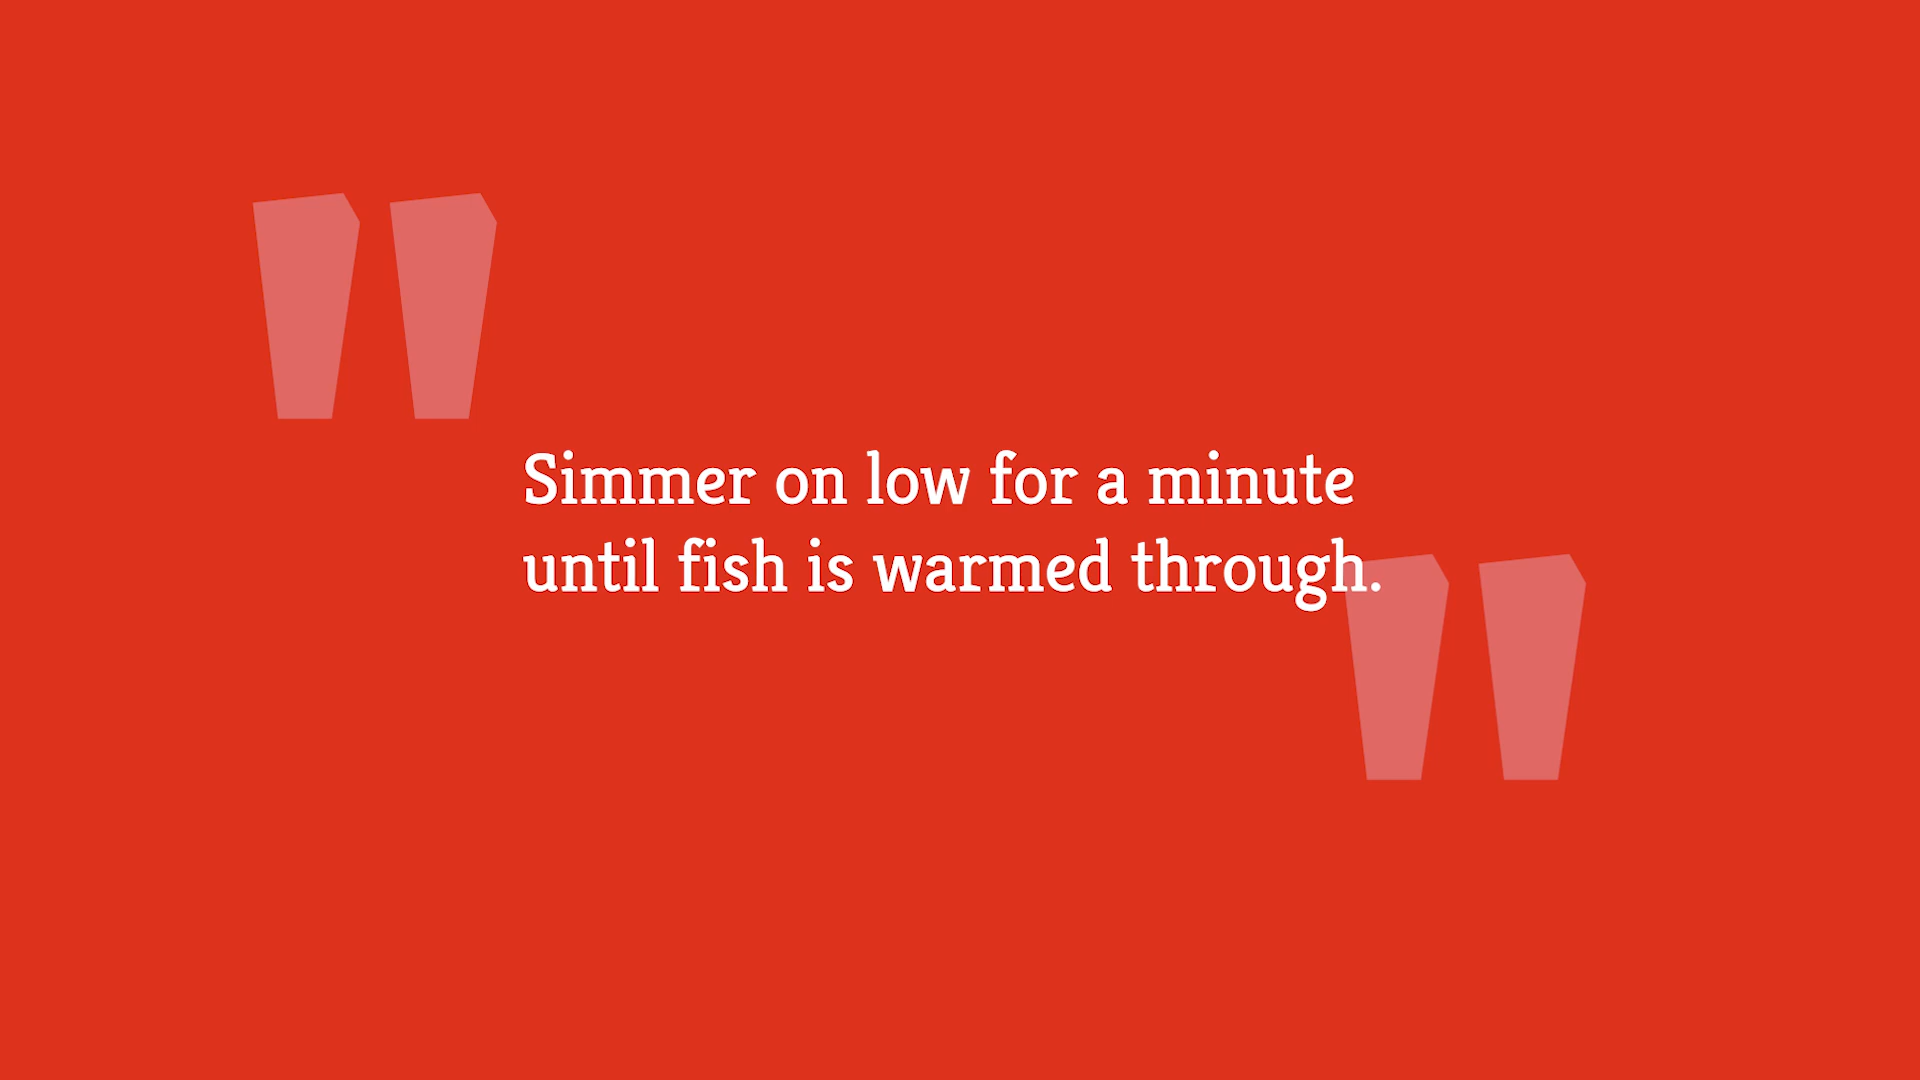 "
Simmer on low for a minute
until fish is warmed through.
"